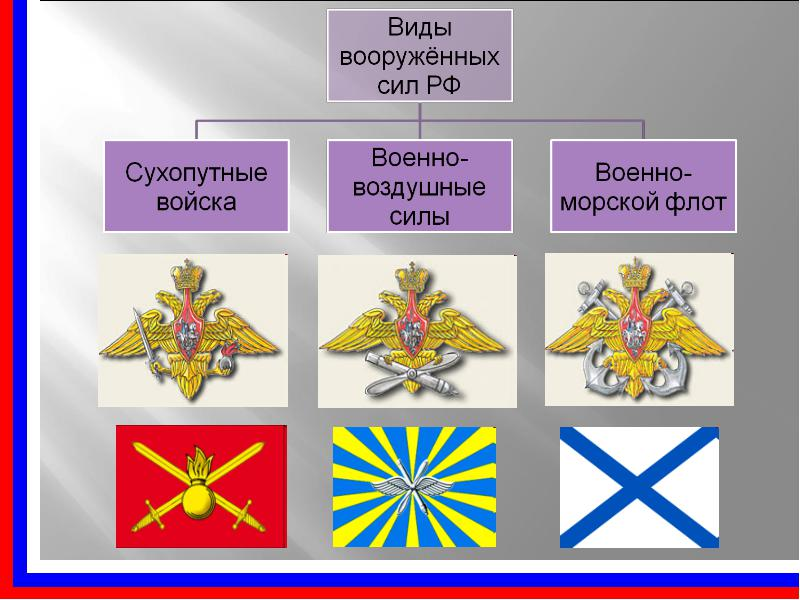 Виды
вооружённых
сил РФ
Сухопутные
войска
Военно-
воздушные
силы
Военно-
морской флот